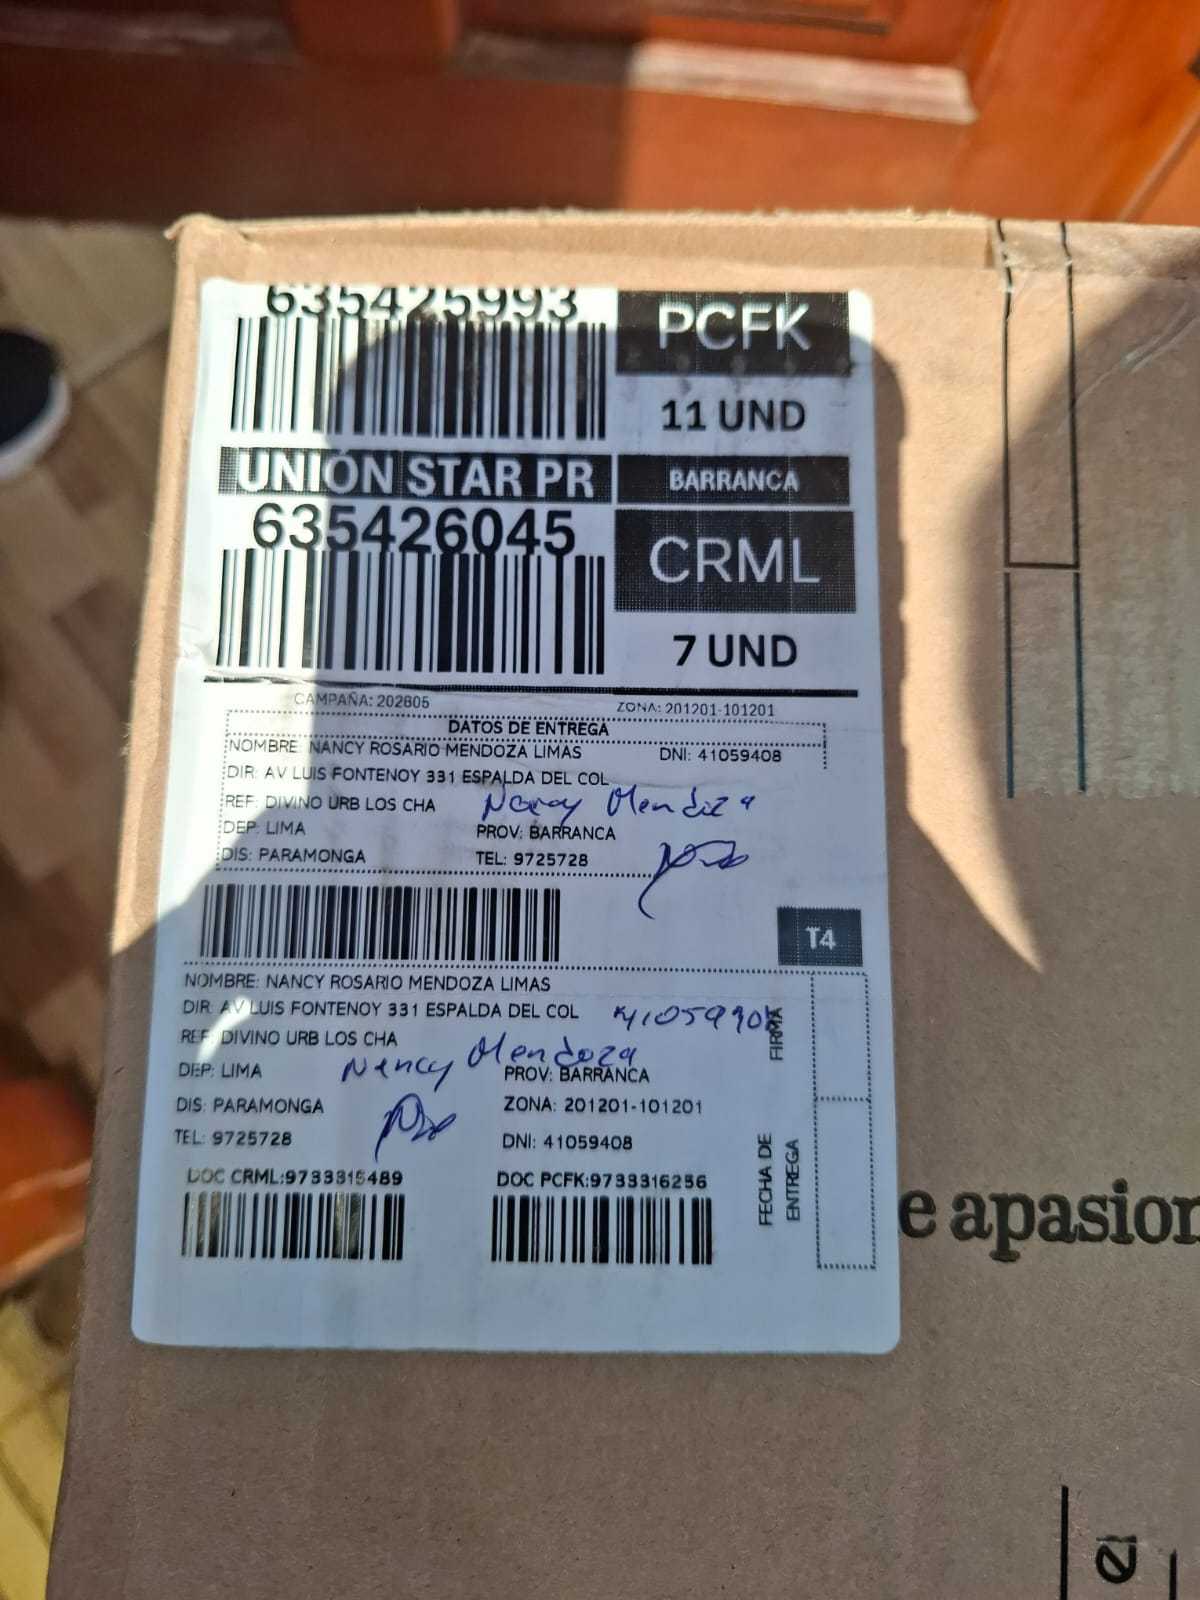 635425993
PCFK
11 UND
UNIÓN STAR PR
BARRANCA
635426045
CRML
7 UND
CAMPAÑA: 202605
ZONA: 201201-101201
DATOS DE ENTREGA
NOMBRE: NANCY ROSARIO MENDOZA LIMAS DNI: 41059408
DIR: AV LUIS FONTENOY 331 ESPALDA DEL COL
REF: DIVINO URB LOS CHA
Nancy Mendoza
DEP: LIMA PROV: BARRANCA
DIS: PARAMONGA TEL: 9725728
T4
NOMBRE: NANCY ROSARIO MENDOZA LIMAS
DIR: AV LUIS FONTENOY 331 ESPALDA DEL COL
REF: DIVINO URB LOS CHA
Nancy Mendoza
DEP: LIMA PROV: BARRANCA
DIS: PARAMONGA ZONA: 201201-101201
TEL: 9725728 DNI: 41059408
DOC CRML:9733315489 DOC PCFK:9733316256
FIRMA
FECHA DE
ENTREGA
e apasion